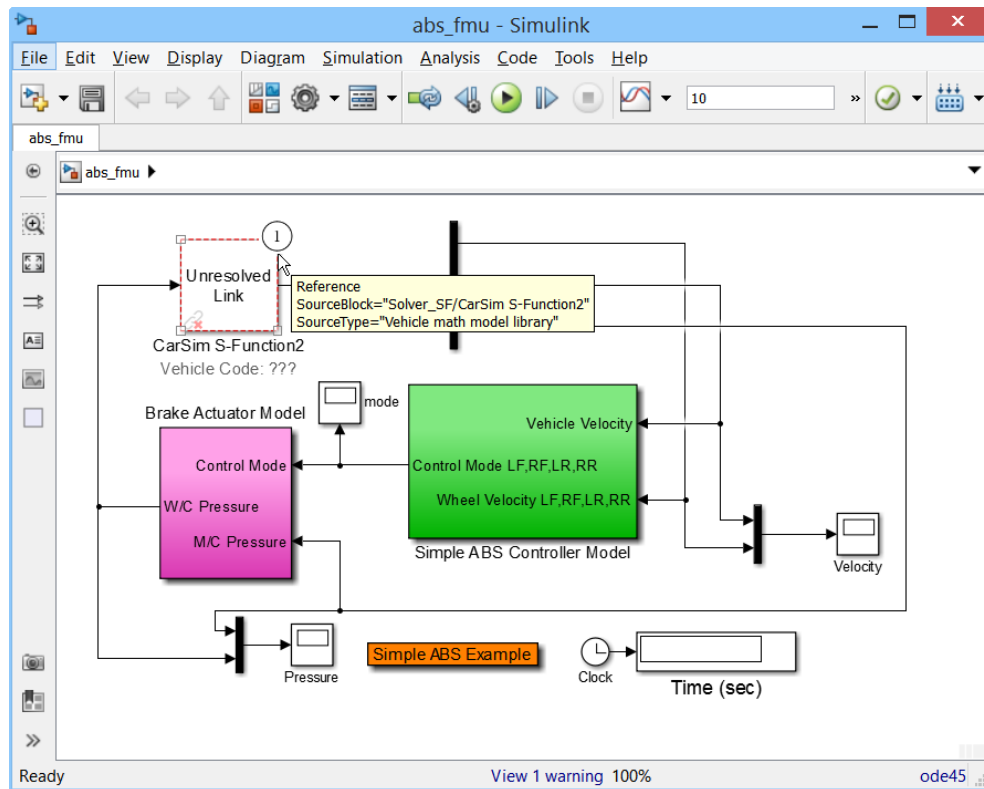 abs_fmu - Simulink
File Edit View Display Diagram Simulation Analysis Code Tools Help
10
»
abs_fmu
abs_fmu
1
Unresolved
Link
Reference
SourceBlock="Solver_SF/CarSim S-Function2"
SourceType="Vehicle math model library"
CarSim S-Function2
Vehicle Code: ???
mode
Brake Actuator Model
Vehicle Velocity
Control Mode
Control Mode LF,RF,LR,RR
Wheel Velocity LF,RF,LR,RR
W/C Pressure
M/C Pressure
Simple ABS Controller Model
Velocity
Simple ABS Example
Pressure
Clock
Time (sec)
Ready
View 1 warning 100%
ode45